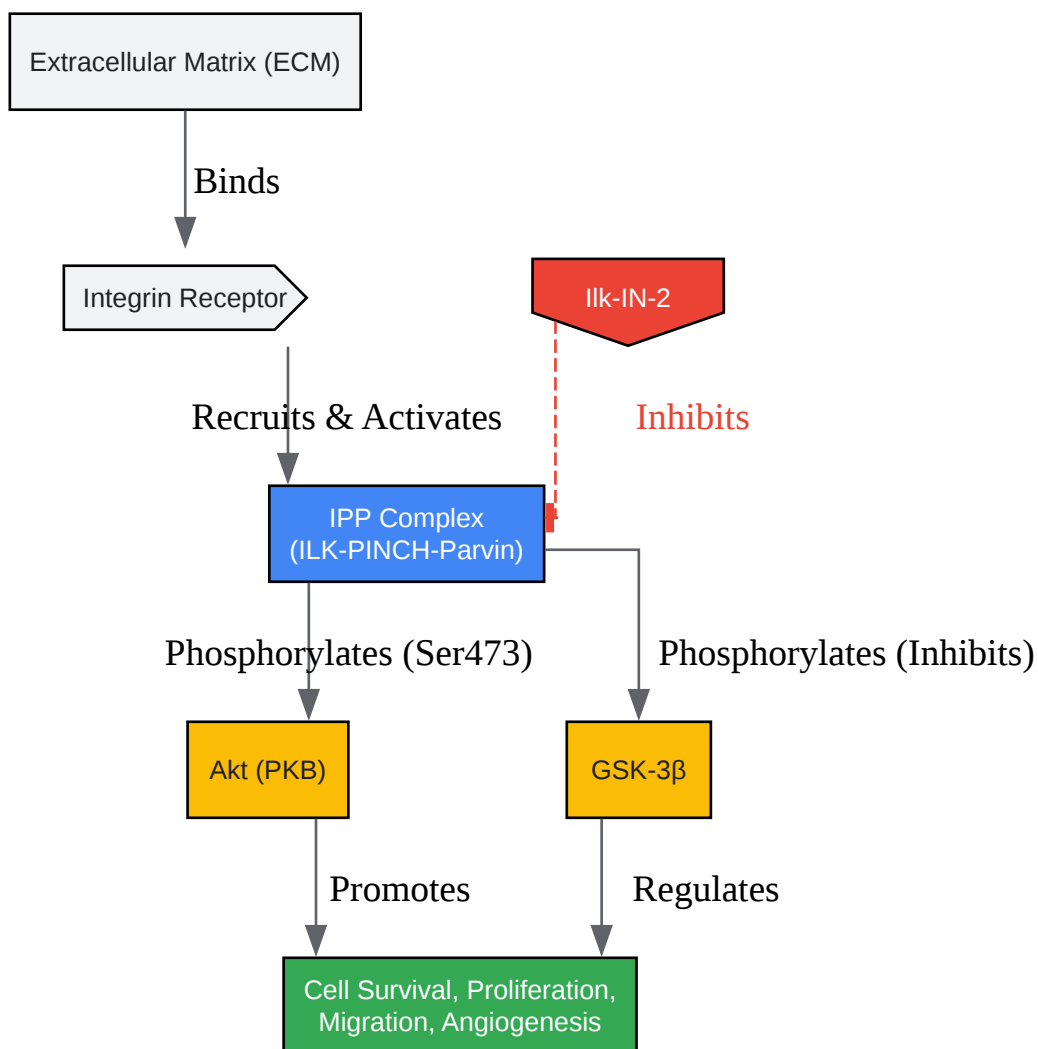 Extracellular Matrix (ECM)
Binds
Integrin Receptor
Ilk-IN-2
Recruits & Activates
Inhibits
IPP Complex
(ILK-PINCH-Parvin)
Phosphorylates (Ser473)
Phosphorylates (Inhibits)
Akt (PKB)
GSK-3β
Promotes
Regulates
Cell Survival, Proliferation,
Migration, Angiogenesis